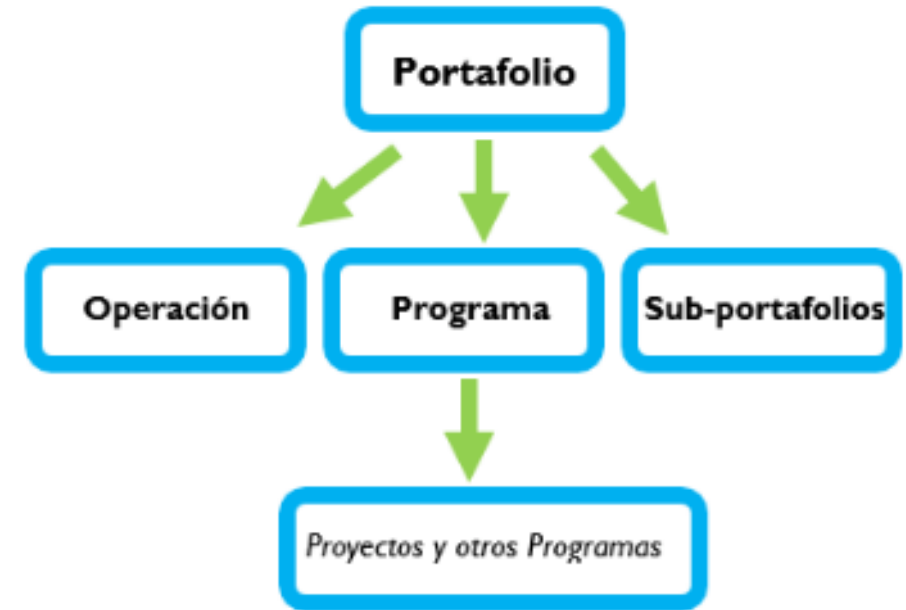 Portafolio
Operación
Programa
Sub-portafolios
Proyectos y otros Programas